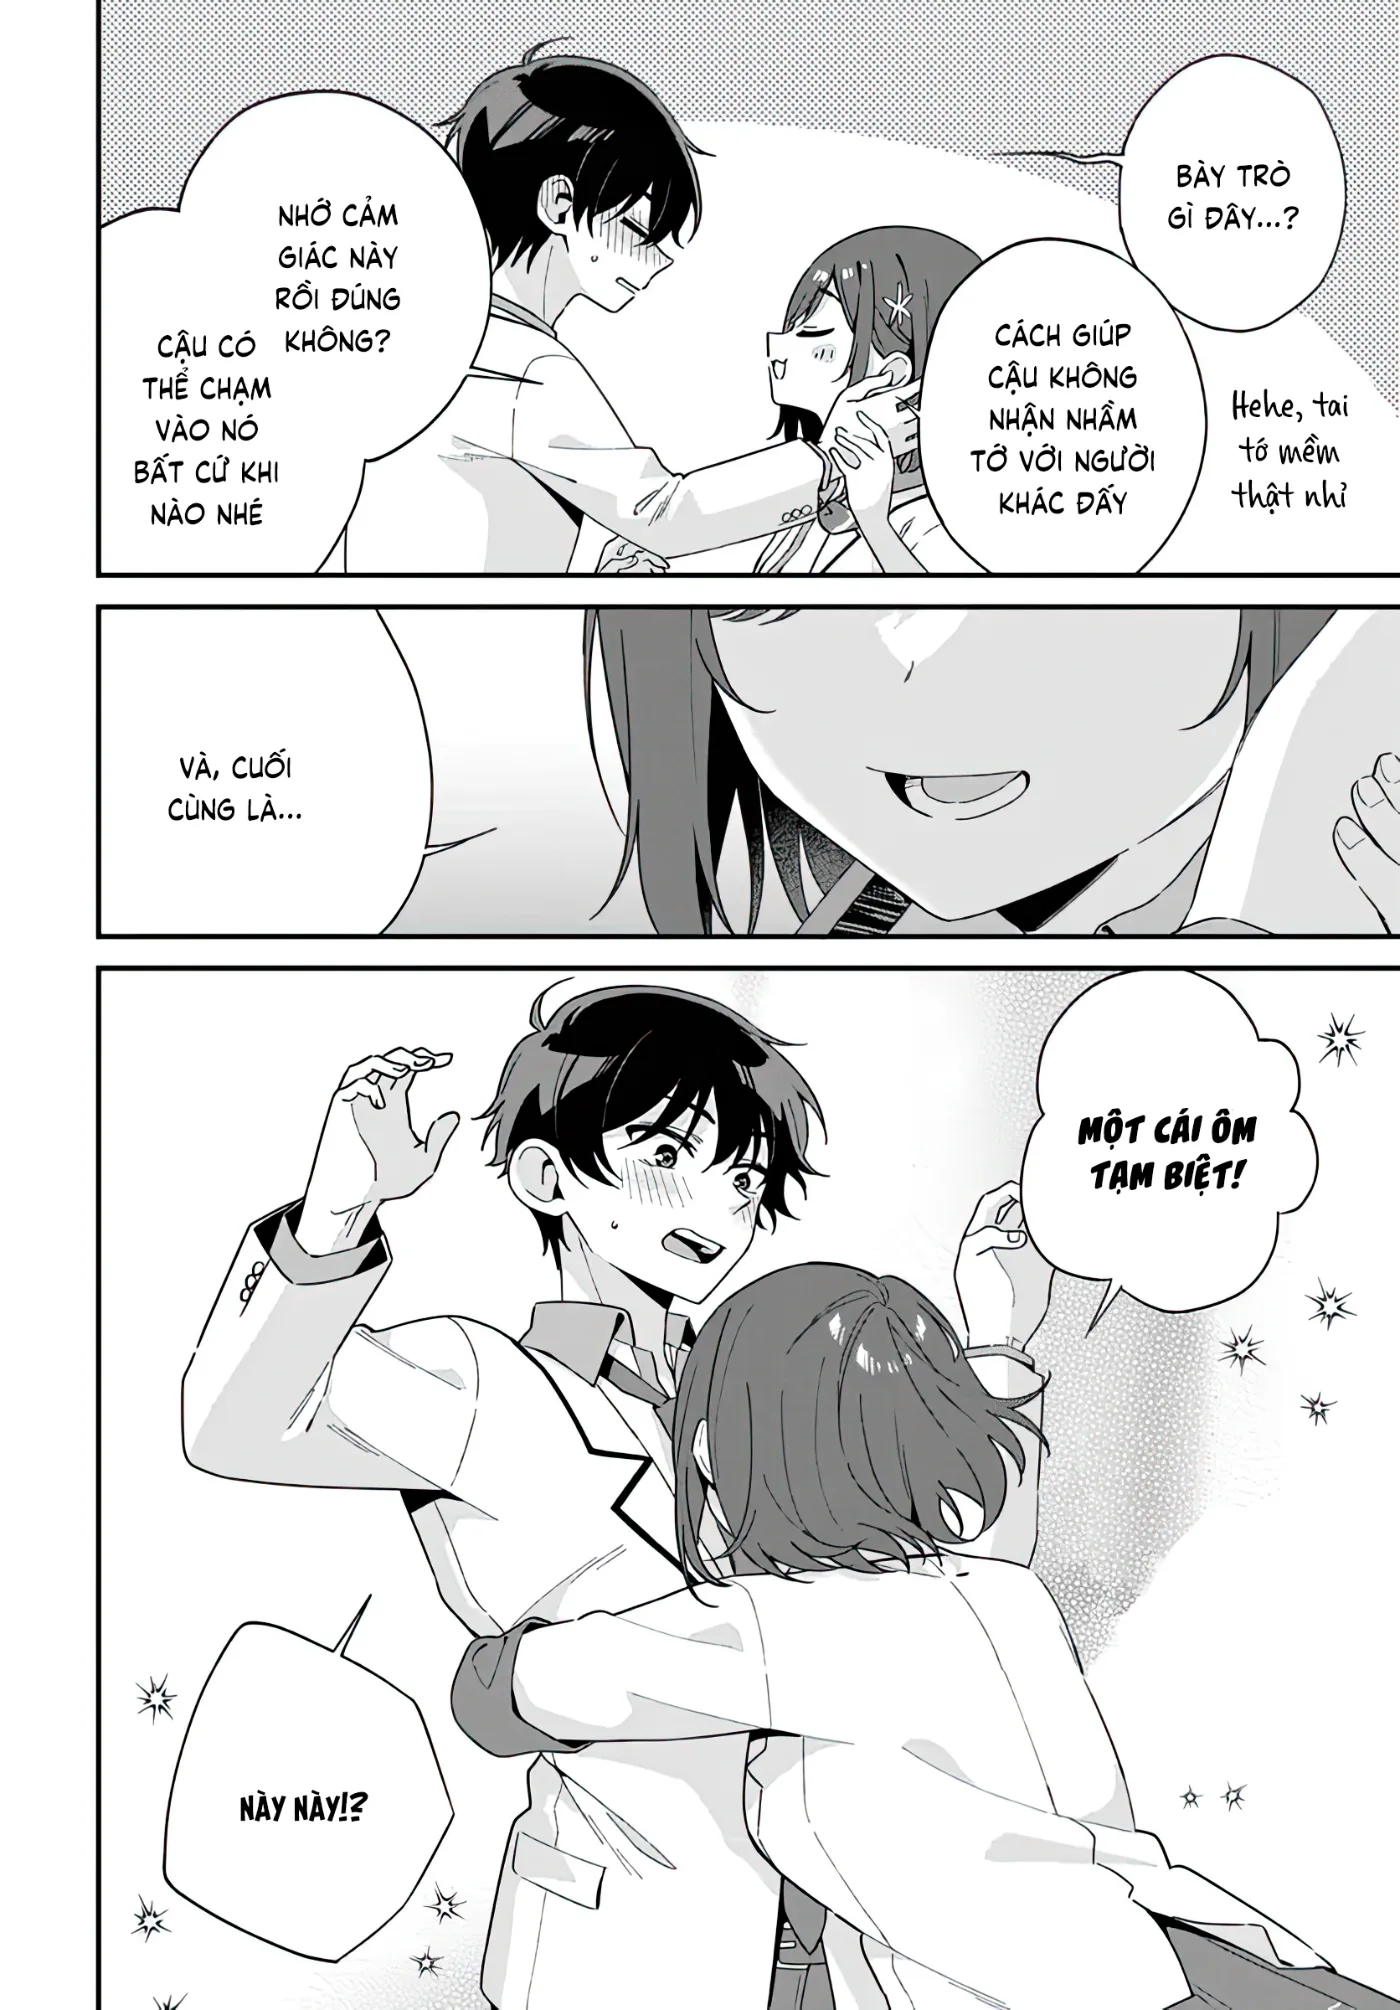 BÀY TRÒ
GÌ ĐÂY...?
CÁCH GIÚP
CẬU KHÔNG
NHẬN NHẦM
TỚ VỚI NGƯỜI
KHÁC ĐẤY
Hehe, tai
tớ mềm
thật nhỉ
NHỚ CẢM
GIÁC NÀY
RỒI ĐÚNG
KHÔNG?
CẬU CÓ
THỂ CHẠM
VÀO NÓ
BẤT CỨ KHI
NÀO NHÉ
VÀ, CUỐI
CÙNG LÀ...
MỘT CÁI ÔM
TẠM BIỆT!
NÀY NÀY!?